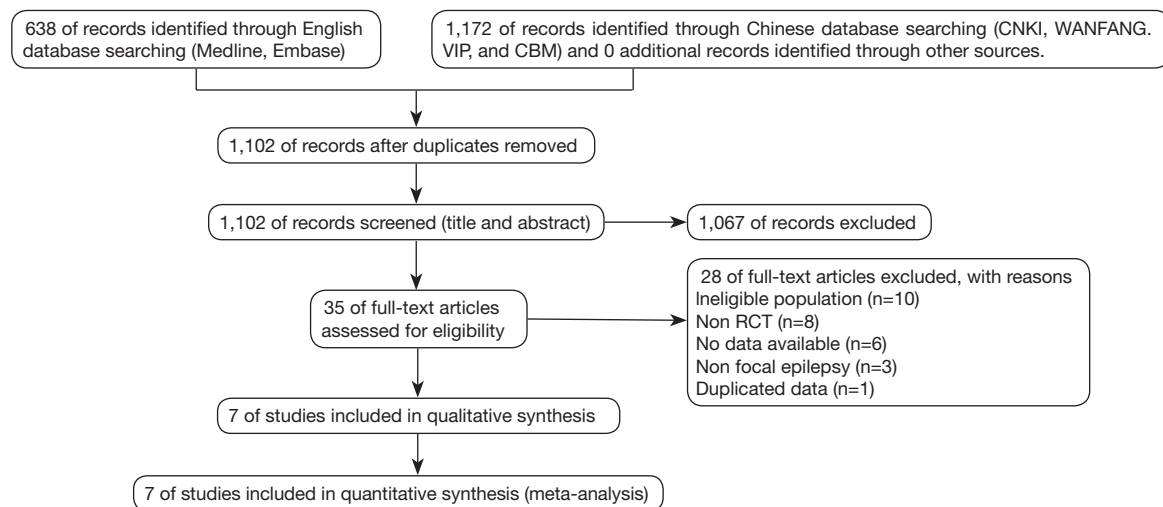 638 of records identified through English
database searching (Medline, Embase)
1,172 of records identified through Chinese database searching (CNKI, WANFANG.
VIP, and CBM) and 0 additional records identified through other sources.
1,102 of records after duplicates removed
1,102 of records screened (title and abstract)
1,067 of records excluded
35 of full-text articles
assessed for eligibility
28 of full-text articles excluded, with reasons
Ineligible population (n=10)
Non RCT (n=8)
No data available (n=6)
Non focal epilepsy (n=3)
Duplicated data (n=1)
7 of studies included in qualitative synthesis
7 of studies included in quantitative synthesis (meta-analysis)